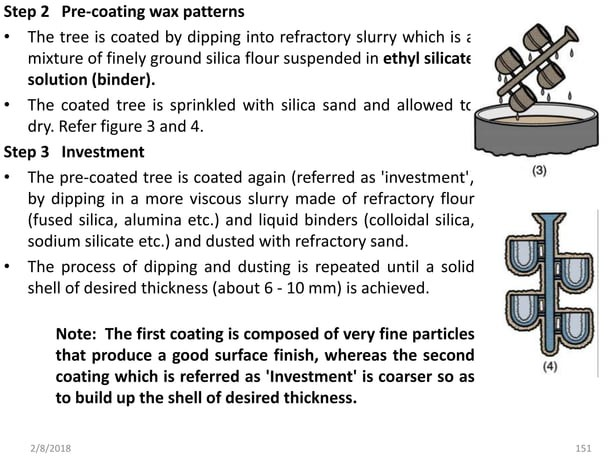 Step 2 Pre-coating wax patterns
• The tree is coated by dipping into refractory slurry which is
mixture of finely ground silica flour suspended in ethyl silicate
solution (binder).
• The coated tree is sprinkled with silica sand and allowed to
dry. Refer figure 3 and 4.
Step 3 Investment
• The pre-coated tree is coated again (referred as 'investment',
by dipping in a more viscous slurry made of refractory flour
(fused silica, alumina etc.) and liquid binders (colloidal silica,
sodium silicate etc.) and dusted with refractory sand.
• The process of dipping and dusting is repeated until a solid
shell of desired thickness (about 6 - 10 mm) is achieved.
Note: The first coating is composed of very fine particles
that produce a good surface finish, whereas the second
coating which is referred as 'Investment' is coarser so as
to build up the shell of desired thickness.
(3)
(4)
2/8/2018
151